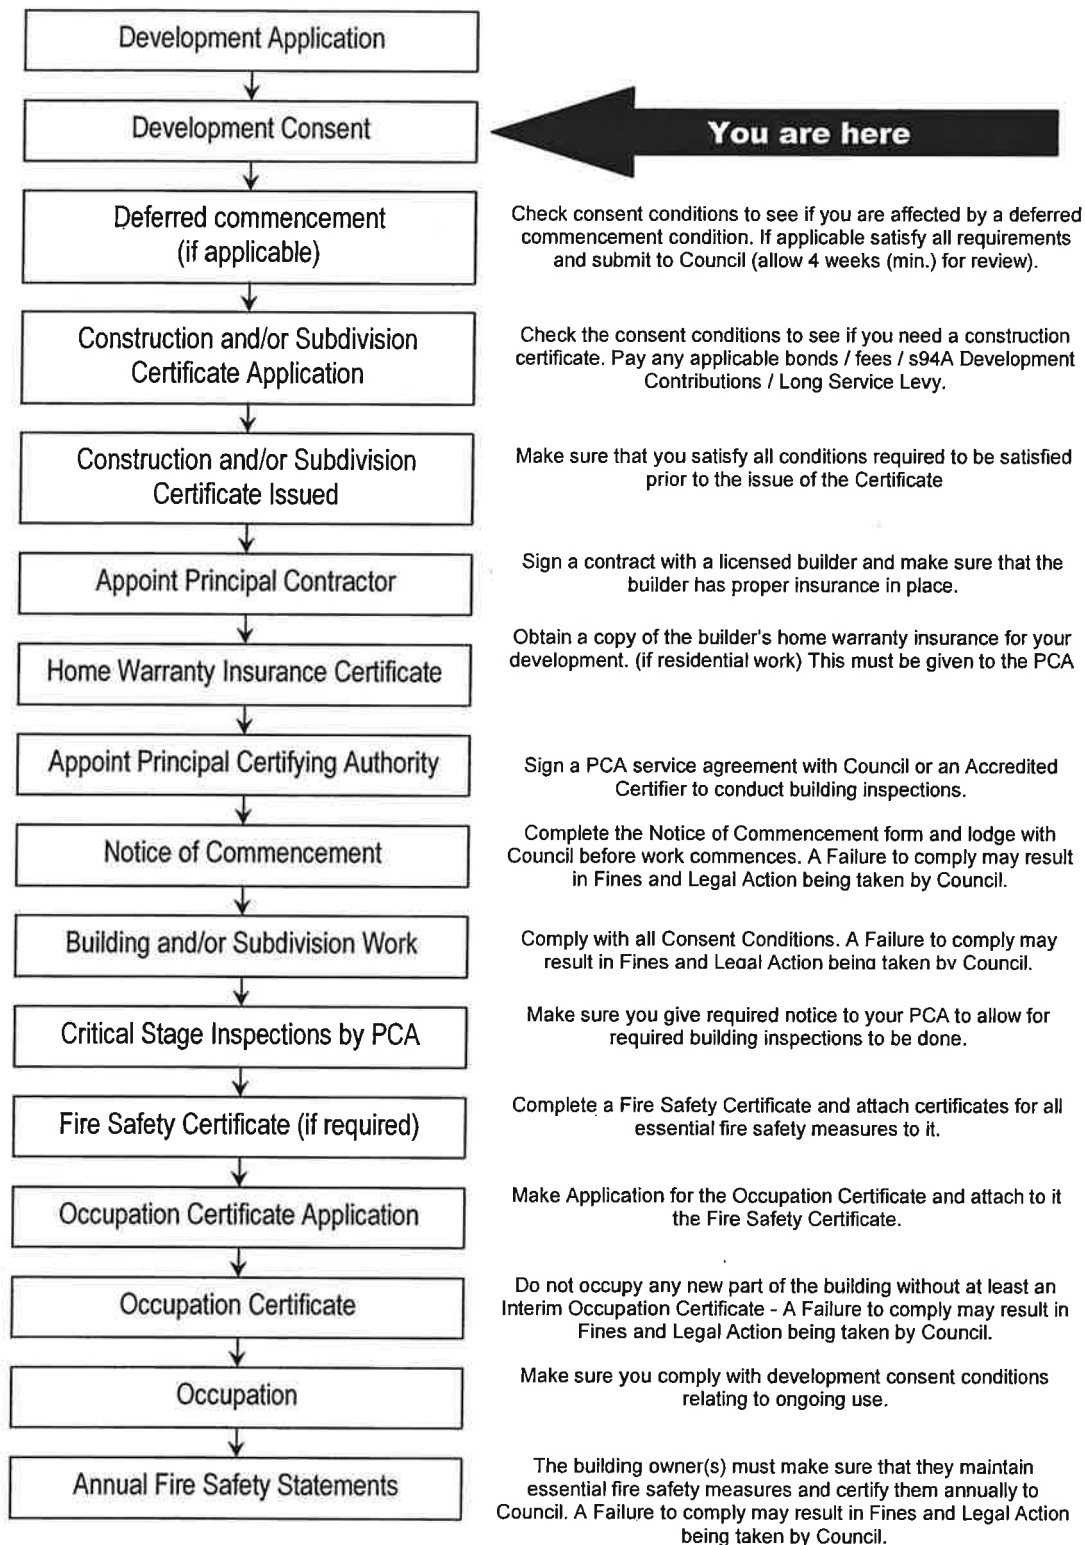 Development Application
Development Consent
You are here
Deferred commencement
(if applicable)
Check consent conditions to see if you are affected by a deferred
commencement condition. If applicable satisfy all requirements
and submit to Council (allow 4 weeks (min.) for review).
Construction and/or Subdivision
Certificate Application
Check the consent conditions to see if you need a construction
certificate. Pay any applicable bonds / fees / s94A Development
Contributions / Long Service Levy.
Construction and/or Subdivision
Certificate Issued
Make sure that you satisfy all conditions required to be satisfied
prior to the issue of the Certificate
Appoint Principal Contractor
Sign a contract with a licensed builder and make sure that the
builder has proper insurance in place.
Home Warranty Insurance Certificate
Obtain a copy of the builder's home warranty insurance for your
development. (if residential work) This must be given to the PCA
Appoint Principal Certifying Authority
Sign a PCA service agreement with Council or an Accredited
Certifier to conduct building inspections.
Notice of Commencement
Complete the Notice of Commencement form and lodge with
Council before work commences. A Failure to comply may result
in Fines and Legal Action being taken by Council.
Building and/or Subdivision Work
Comply with all Consent Conditions. A Failure to comply may
result in Fines and Legal Action being taken by Council.
Critical Stage Inspections by PCA
Make sure you give required notice to your PCA to allow for
required building inspections to be done.
Fire Safety Certificate (if required)
Complete a Fire Safety Certificate and attach certificates for all
essential fire safety measures to it.
Occupation Certificate Application
Make Application for the Occupation Certificate and attach to it
the Fire Safety Certificate.
Occupation Certificate
Do not occupy any new part of the building without at least an
Interim Occupation Certificate - A Failure to comply may result in
Fines and Legal Action being taken by Council.
Occupation
Make sure you comply with development consent conditions
relating to ongoing use.
Annual Fire Safety Statements
The building owner(s) must make sure that they maintain
essential fire safety measures and certify them annually to
Council. A Failure to comply may result in Fines and Legal Action
being taken by Council.